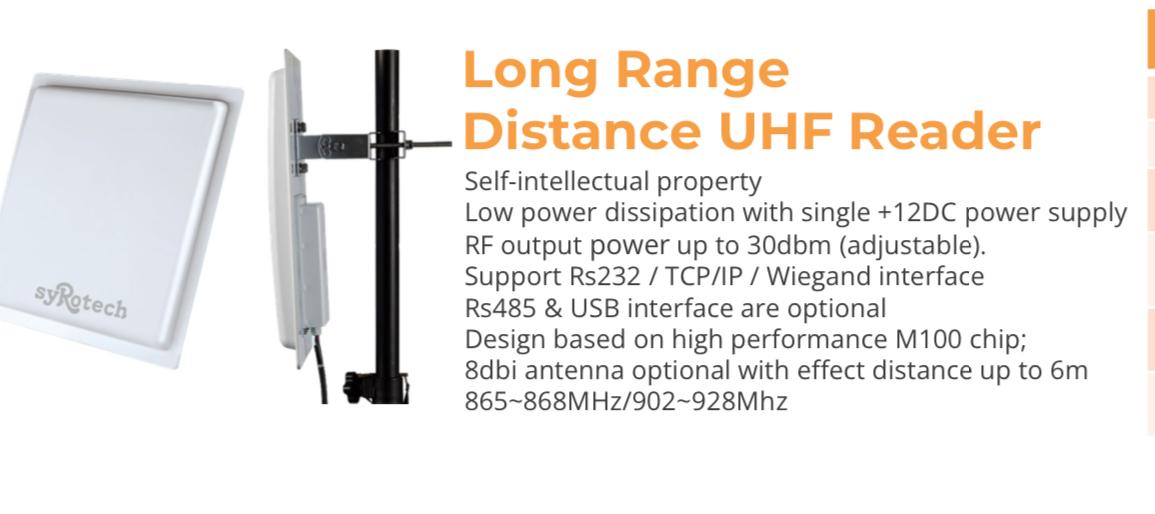 Long Range
Distance UHF Reader
Self-intellectual property
Low power dissipation with single +12DC power supply
RF output power up to 30dbm (adjustable).
Support Rs232 / TCP/IP / Wiegand interface
Rs485 & USB interface are optional
Design based on high performance M100 chip;
8dbi antenna optional with effect distance up to 6m
865~868MHz/902~928Mhz
syRotech